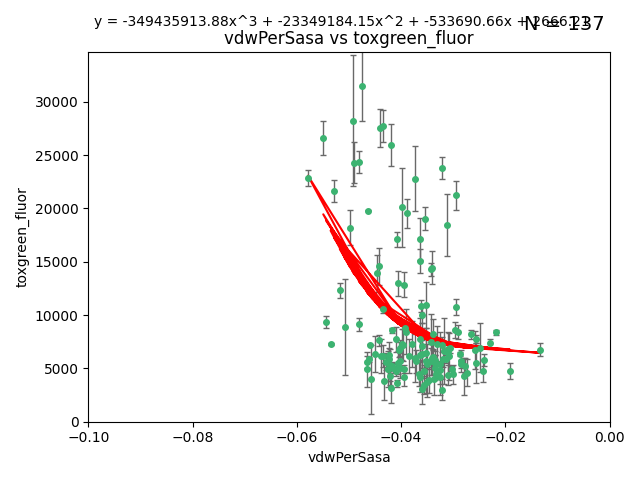 y = -349435913.88x^3 + -23349184.15x^2 + -533690.66x +
N = 137
vdwPerSasa vs toxgreen_fluor
toxgreen_fluor
30000
25000
20000
15000
10000
5000
0
−0.10
−0.08
−0.06
−0.04
−0.02
0.00
vdwPerSasa